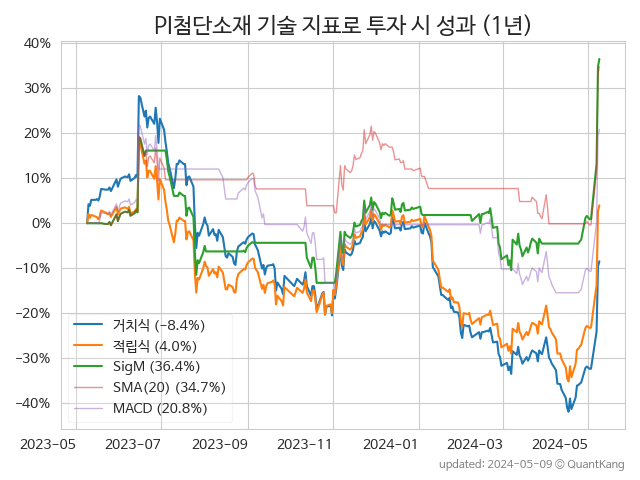 PI첨단소재 기술 지표로 투자 시 성과 (1년)
40%
30%
20%
10%
0%
−10%
−20%
−30%
−40%
거치식 (−8.4%)
적립식 (4.0%)
SigM (36.4%)
SMA(20) (34.7%)
MACD (20.8%)
2023-05 2023-07 2023-09 2023-11 2024-01 2024-03 2024-05
updated: 2024-05-09 © QuantKang